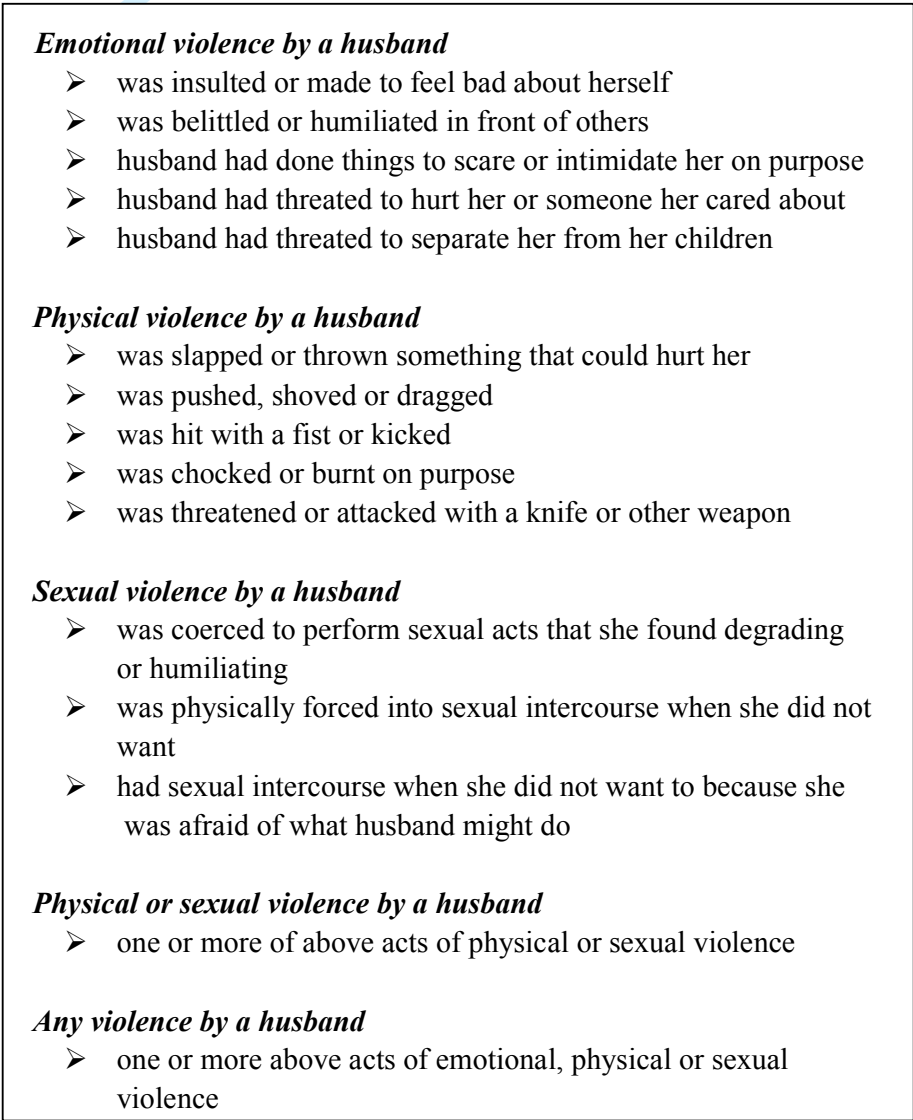 Emotional violence by a husband
➢ was insulted or made to feel bad about herself
➢ was belittled or humiliated in front of others
➢ husband had done things to scare or intimidate her on purpose
➢ husband had threated to hurt her or someone her cared about
➢ husband had threated to separate her from her children
Physical violence by a husband
➢ was slapped or thrown something that could hurt her
➢ was pushed, shoved or dragged
➢ was hit with a fist or kicked
➢ was chocked or burnt on purpose
➢ was threatened or attacked with a knife or other weapon
Sexual violence by a husband
➢ was coerced to perform sexual acts that she found degrading
or humiliating
➢ was physically forced into sexual intercourse when she did not
want
➢ had sexual intercourse when she did not want to because she
was afraid of what husband might do
Physical or sexual violence by a husband
➢ one or more of above acts of physical or sexual violence
Any violence by a husband
➢ one or more above acts of emotional, physical or sexual
violence